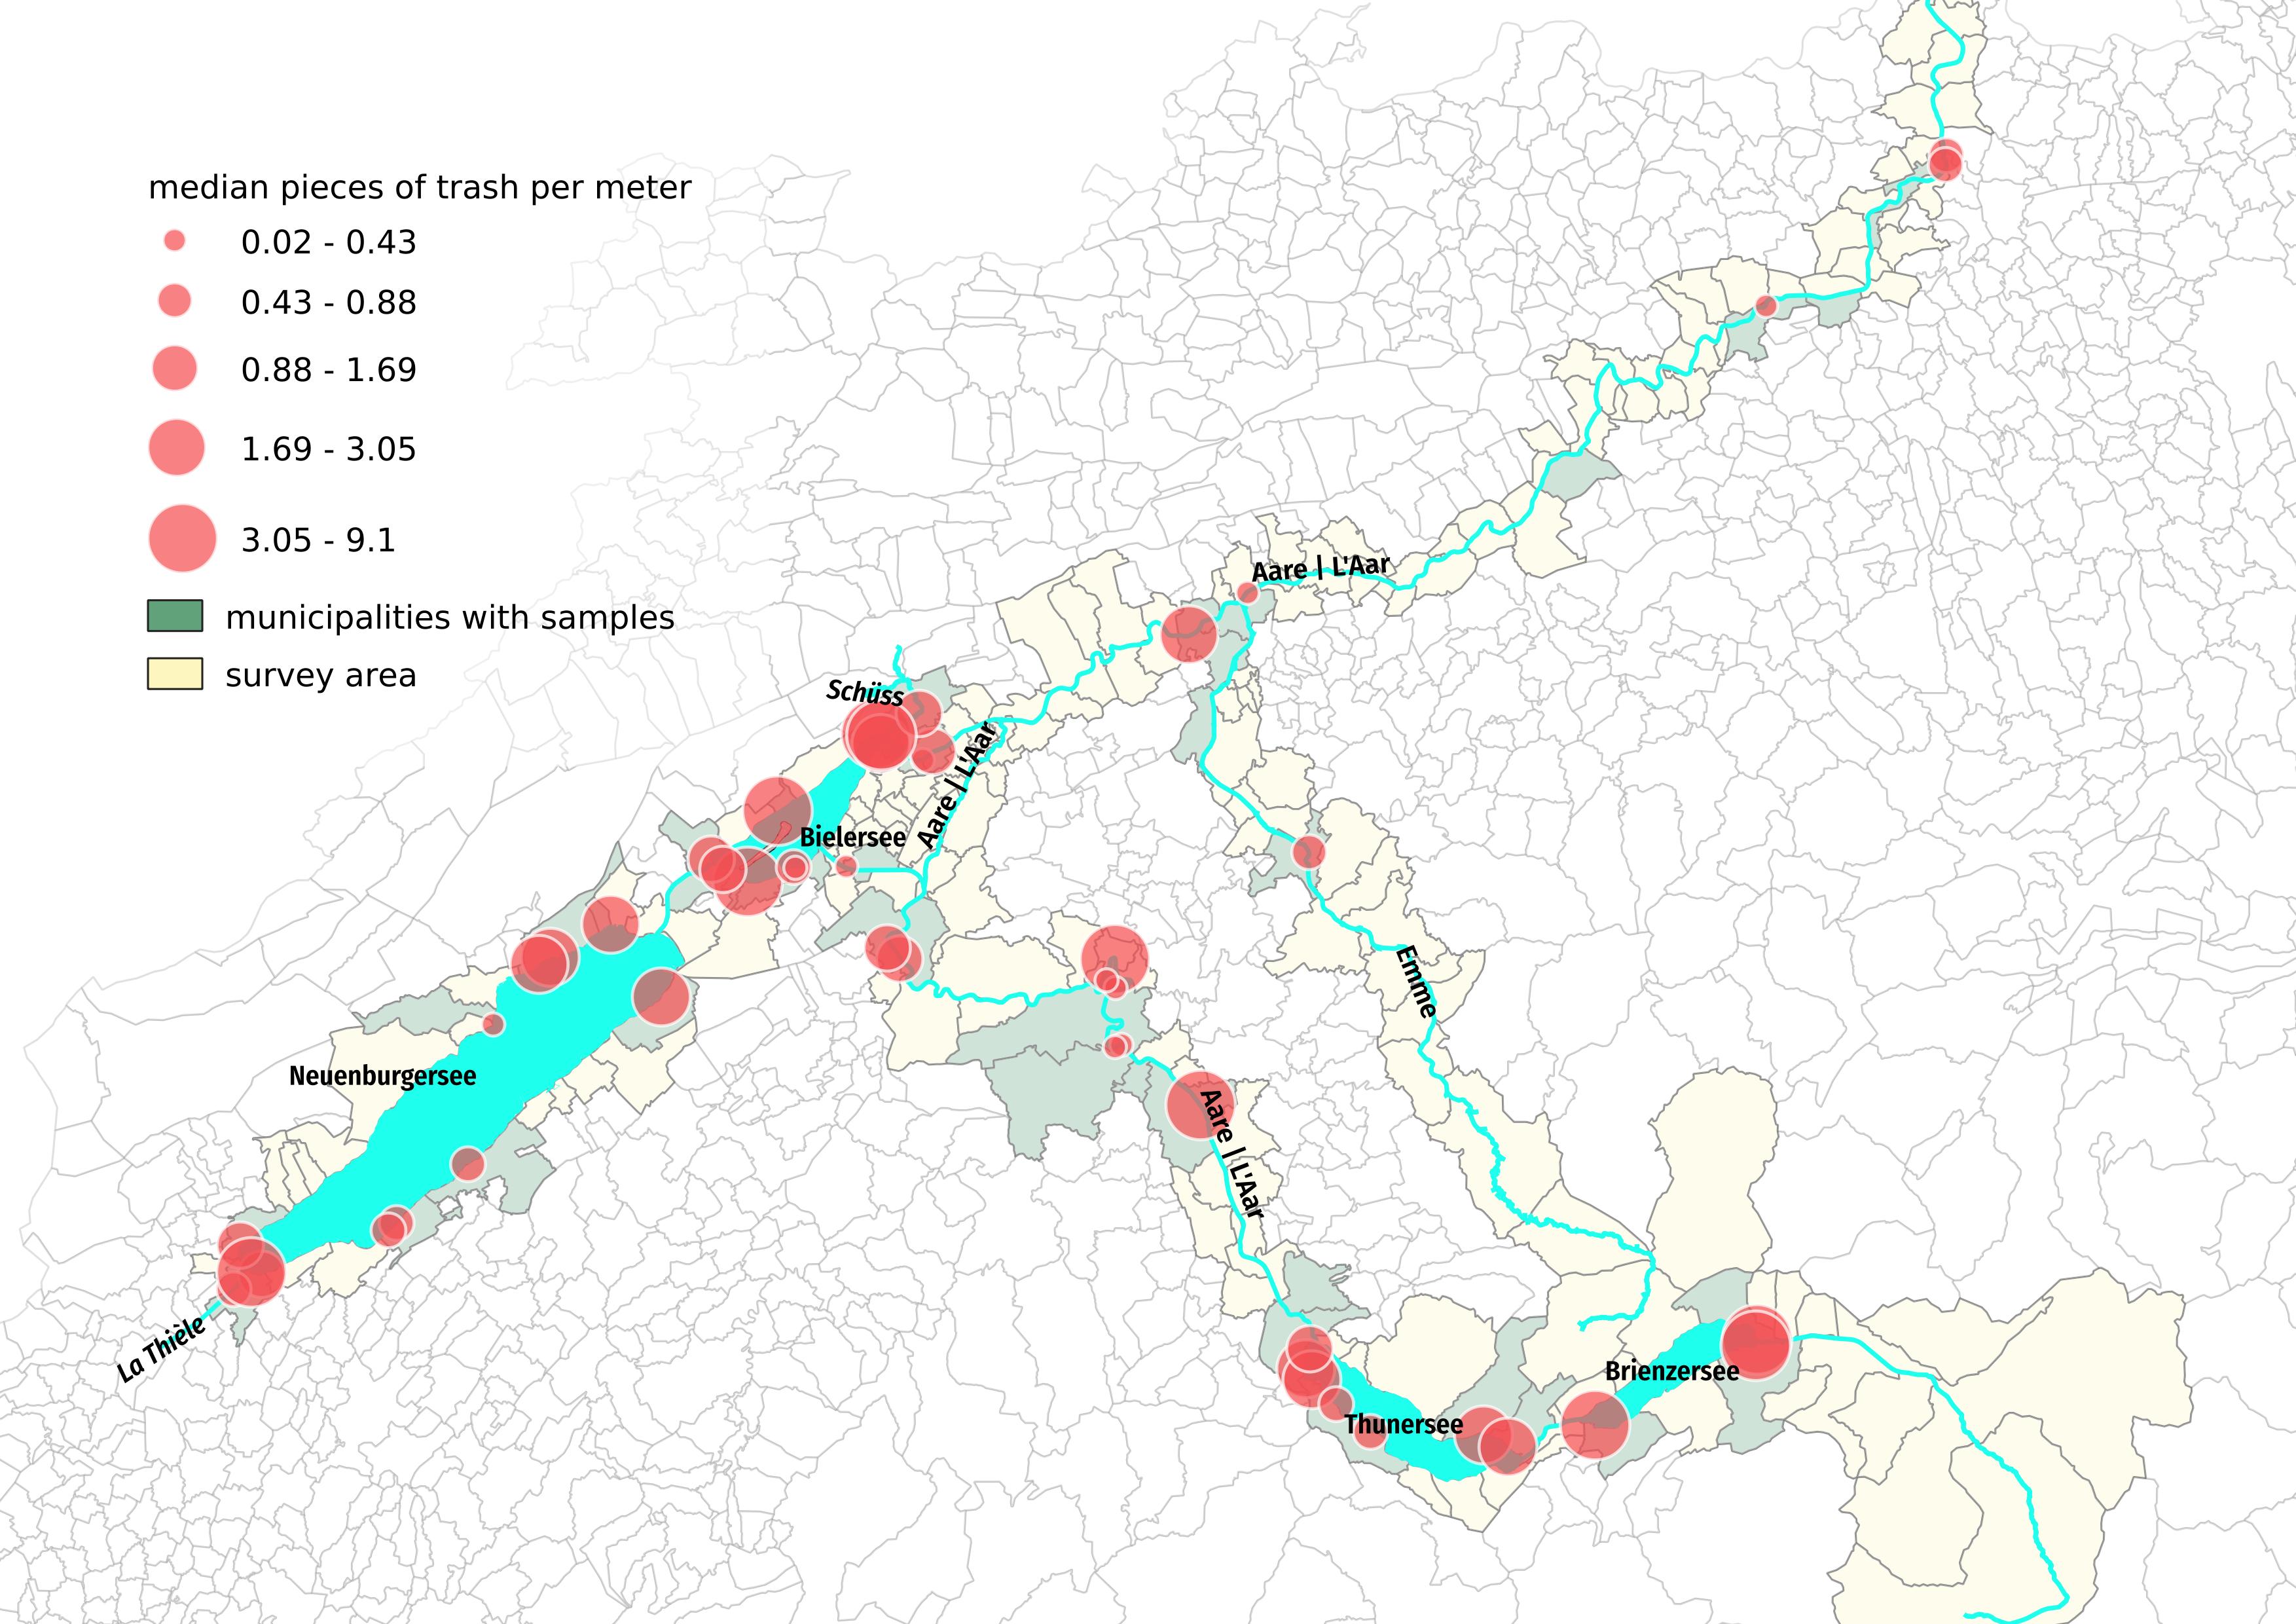 median pieces of trash per meter
0.02 - 0.43
0.43 - 0.88
0.88 - 1.69
1.69 - 3.05
3.05 - 9.1
municipalities with samples
survey area
Aare | L'Aar
Schüss
Aare | L'Aar
Bielersee
Emme
Neuenburgersee
Aare | L'Aar
La Thièle
Brienzersee
Thunersee